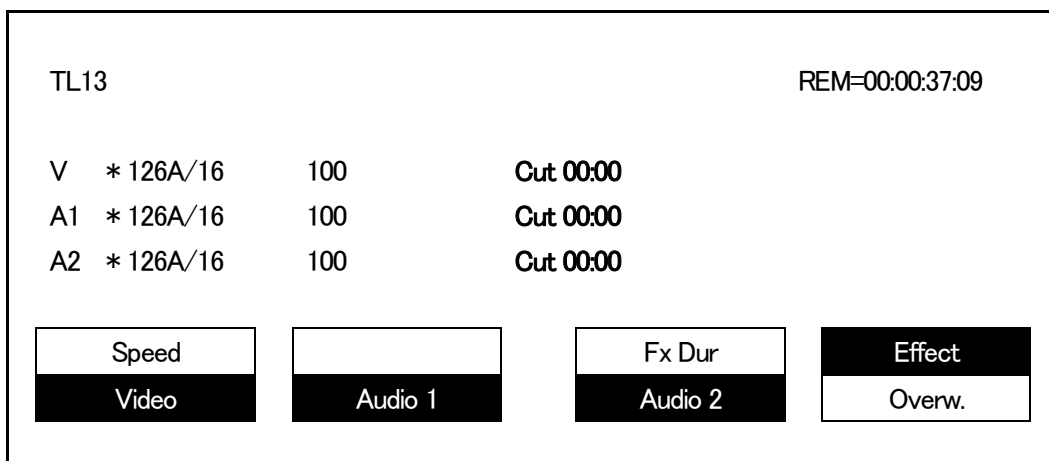 TL13 REM=00:00:37:09
V *126A/16 100 Cut 00:00
A1 *126A/16 100 Cut 00:00
A2 *126A/16 100 Cut 00:00
Speed Fx Dur Effect
Video Audio 1 Audio 2 Overw.